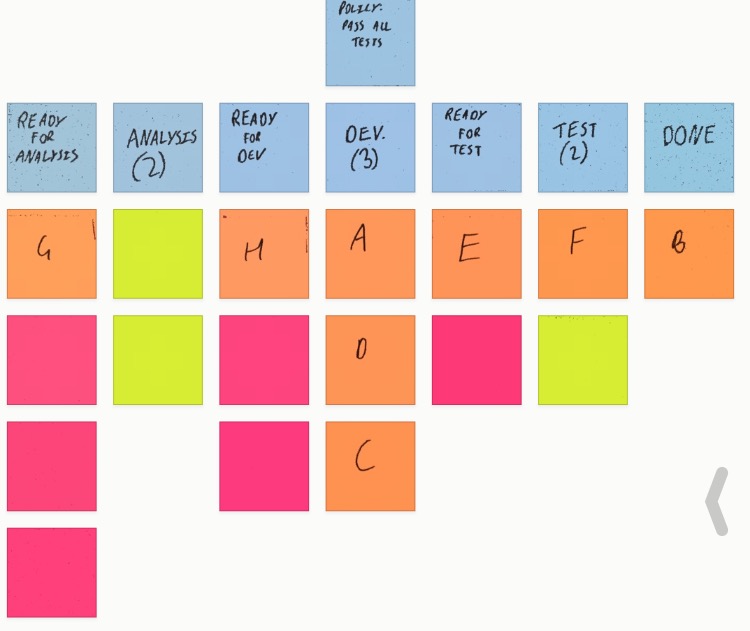 POLICY:
PASS ALL
TESTS
READY
FOR
ANALYSIS
ANALYSIS
(2)
READY
FOR
DEV
DEV.
(3)
READY
FOR
TEST
TEST
(2)
DONE
G
H
A
E
F
B
D
C